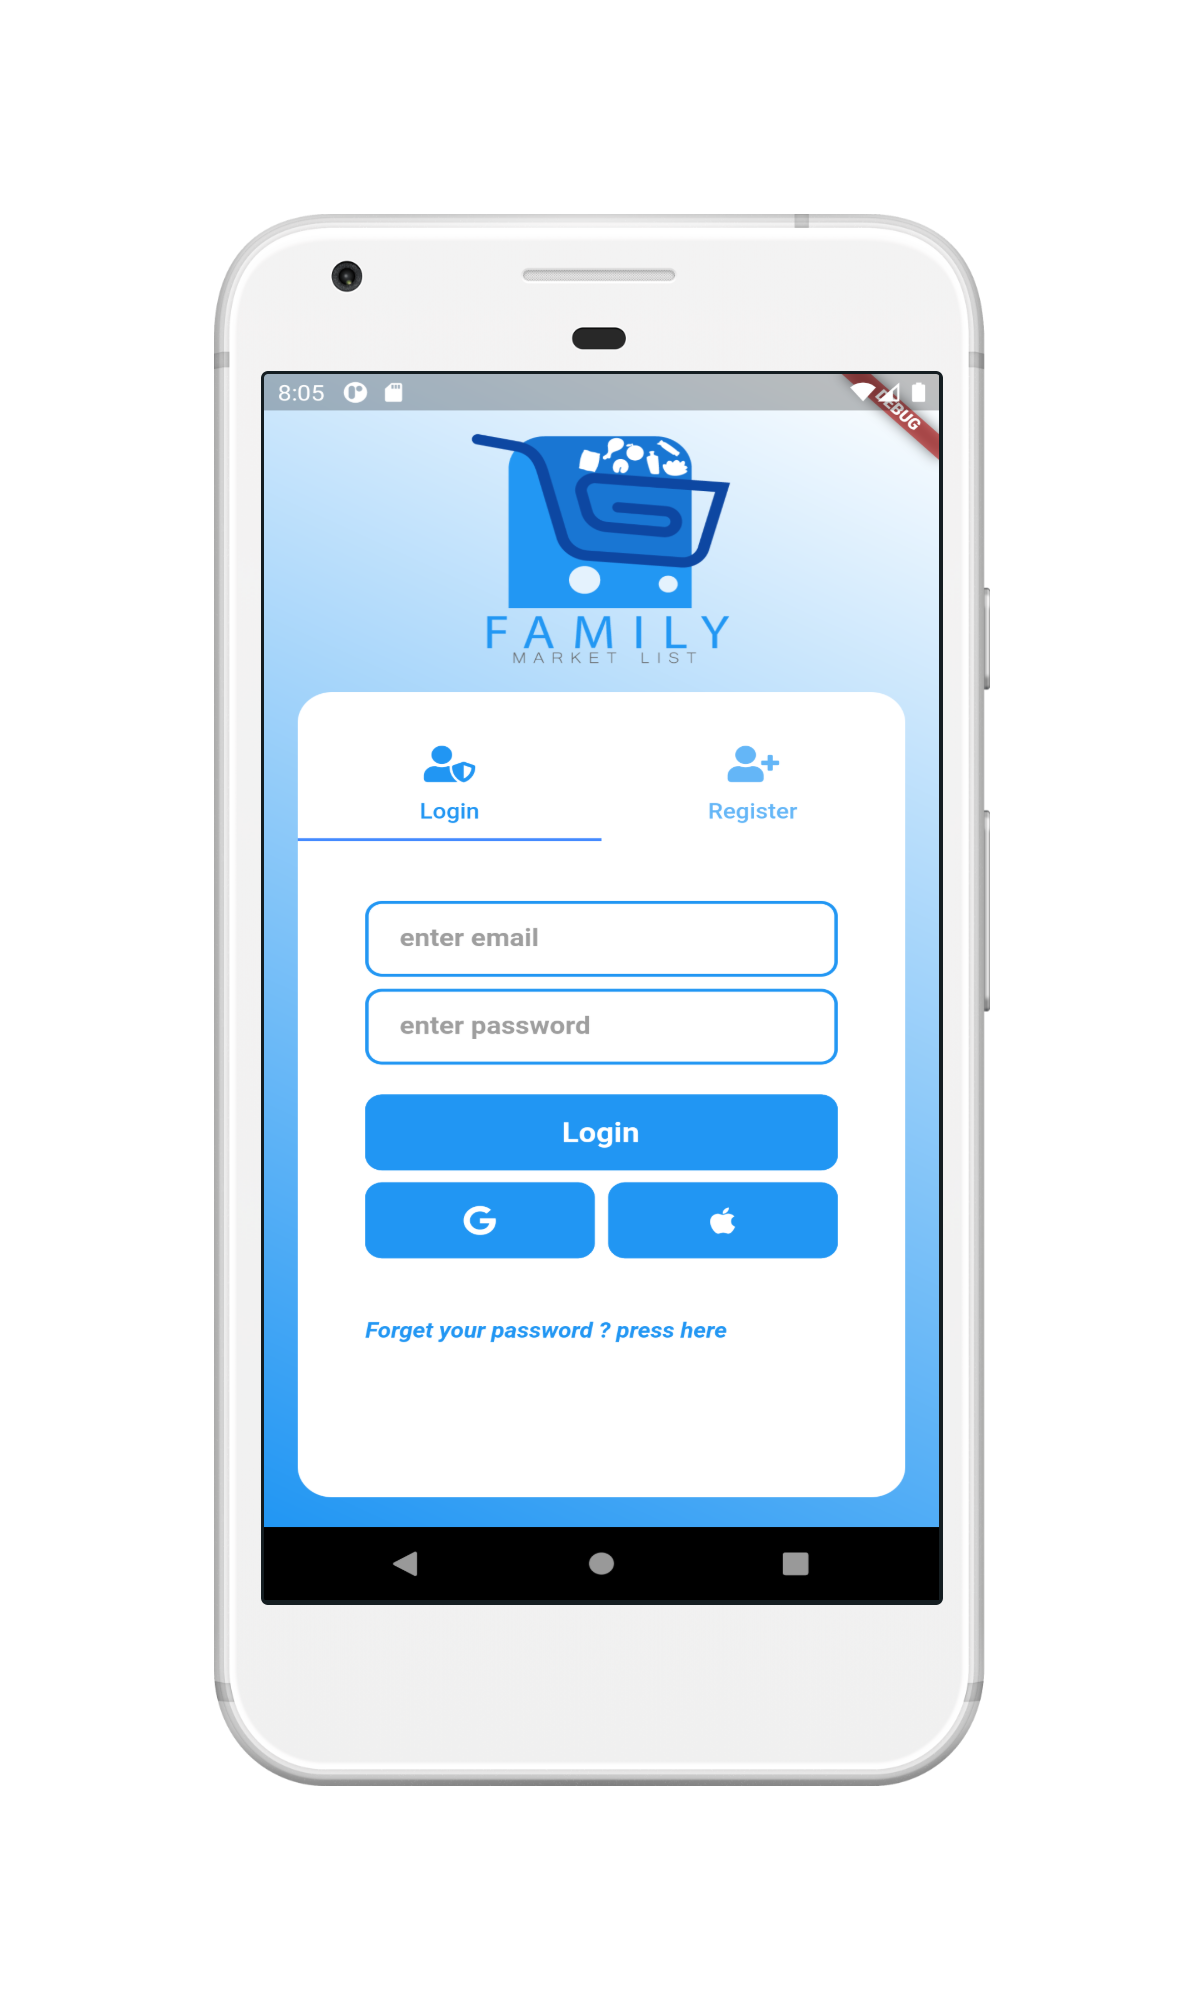 8:05
DEBUG
FAMILY
MARKET LIST
Login
Register
enter email
enter password
Login
G
Forget your password ? press here